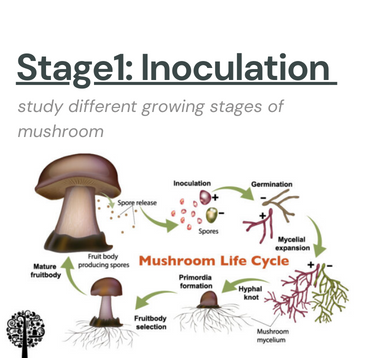 Stage1: Inoculation
study different growing stages of
mushroom
Inoculation
Germination
Spore release
+
−
−
+
Spores
Mycelial
expansion
Fruit body
producing spores
Mushroom Life Cycle
+
−
Mature
fruitbody
Primordia
formation
Hyphal
knot
Fruitbody
selection
Mushroom
mycelium